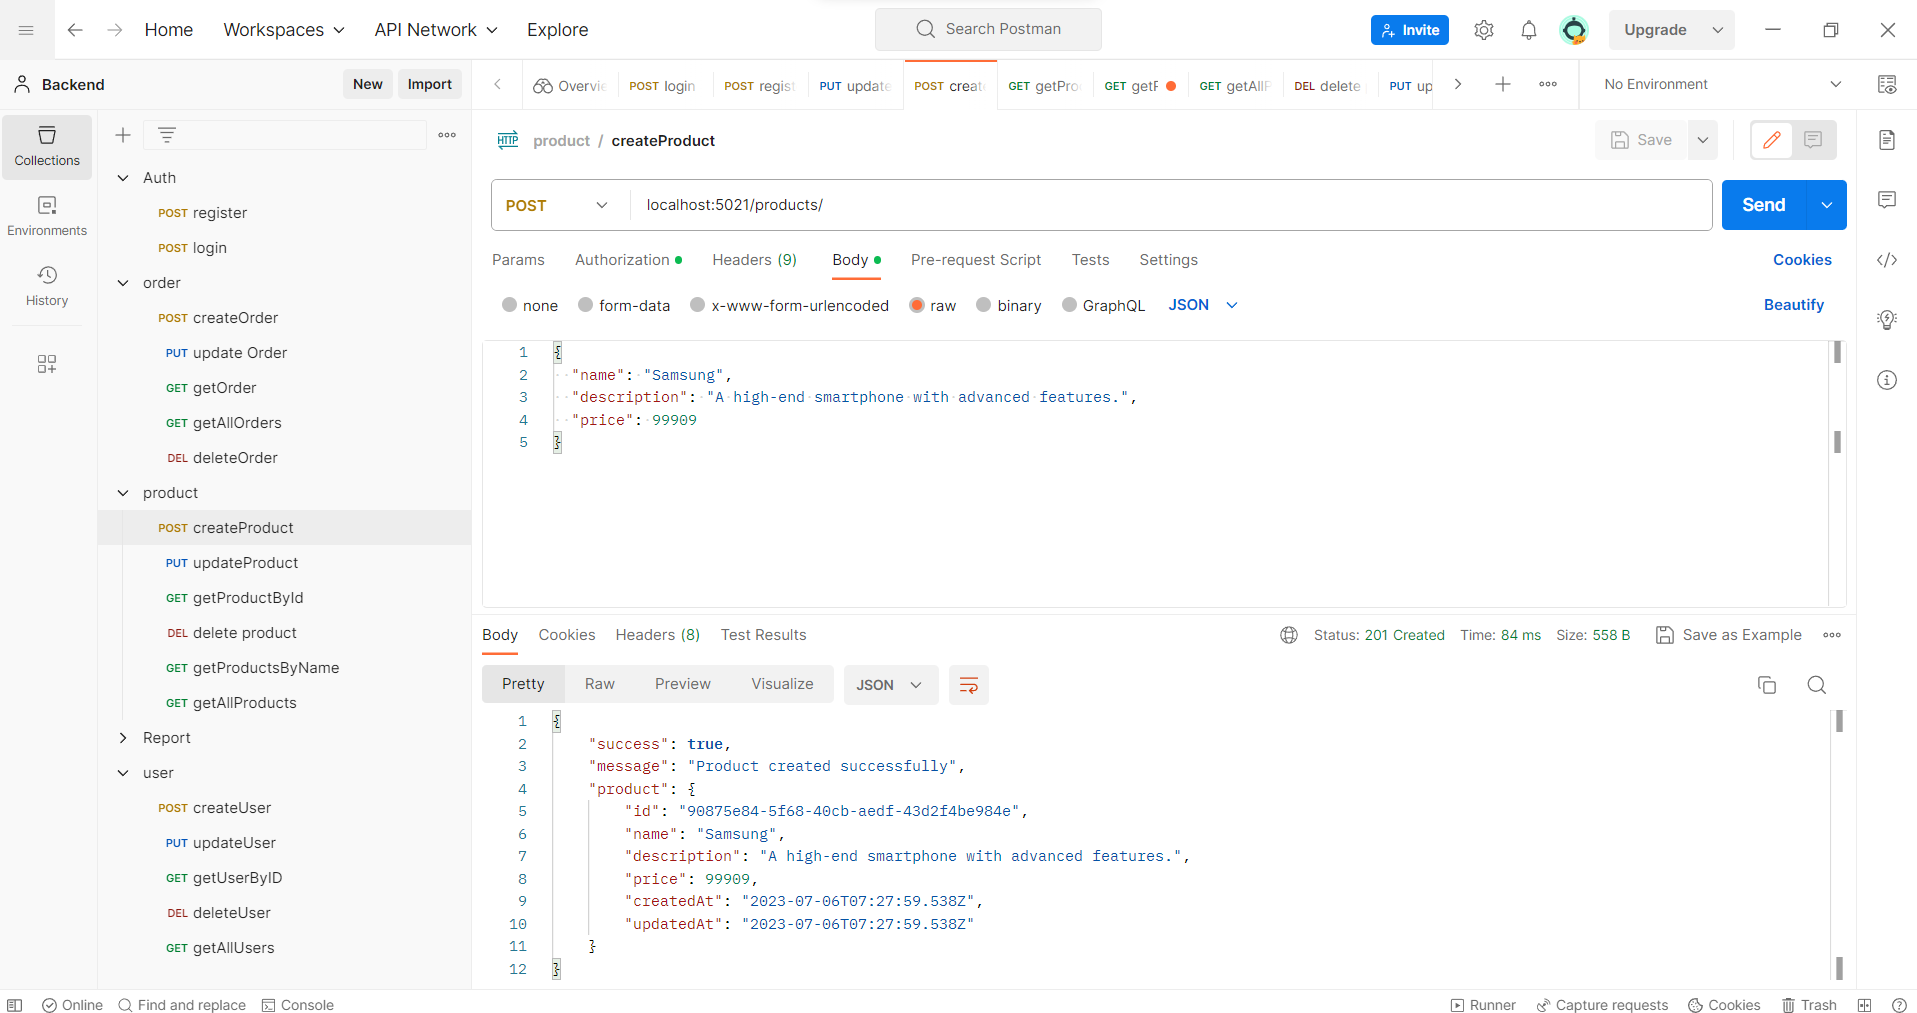 Home Workspaces API Network Explore Search Postman Invite Upgrade
Backend New Import Overvie POST login POST regist PUT update POST creat GET getPro GET getF GET getAllF DEL delete PUT up No Environment
Collections
Environments
History
Auth
POST register
POST login
order
POST createOrder
PUT update Order
GET getOrder
GET getAllOrders
DEL deleteOrder
product
POST createProduct
PUT updateProduct
GET getProductById
DEL delete product
GET getProductsByName
GET getAllProducts
Report
user
POST createUser
PUT updateUser
GET getUserByID
DEL deleteUser
GET getAllUsers
HTTP product / createProduct Save
POST localhost:5021/products/ Send
Params Authorization Headers (9) Body Pre-request Script Tests Settings Cookies
none form-data x-www-form-urlencoded raw binary GraphQL JSON Beautify
1 {
2 "name": "Samsung",
3 "description": "A high-end smartphone with advanced features.",
4 "price": 99909
5 }
Body Cookies Headers (8) Test Results Status: 201 Created Time: 84 ms Size: 558 B Save as Example
Pretty Raw Preview Visualize JSON
1 {
2 "success": true,
3 "message": "Product created successfully",
4 "product": {
5 "id": "90875e84-5f68-40cb-aedf-43d2f4be984e",
6 "name": "Samsung",
7 "description": "A high-end smartphone with advanced features.",
8 "price": 99909,
9 "createdAt": "2023-07-06T07:27:59.538Z",
10 "updatedAt": "2023-07-06T07:27:59.538Z"
11 }
12 }
Online Find and replace Console Runner Capture requests Cookies Trash